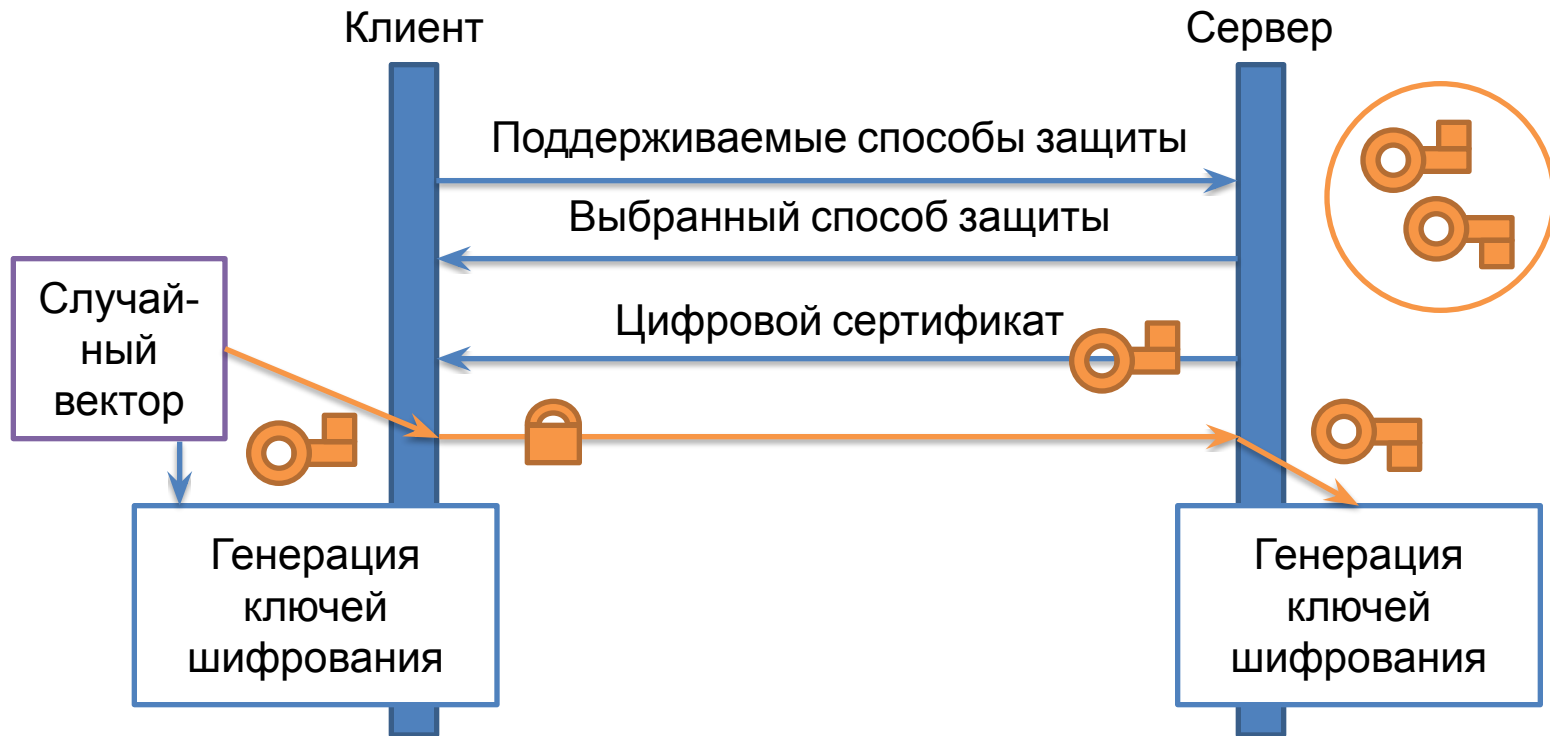 Клиент
Сервер
Поддерживаемые способы защиты
Выбранный способ защиты
Случай-
ный
вектор
Цифровой сертификат
Генерация
ключей
шифрования
Генерация
ключей
шифрования